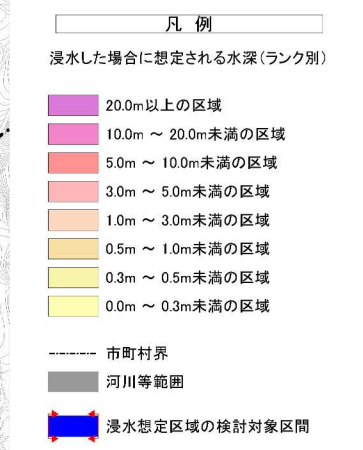 凡 例
浸水した場合に想定される水深(ランク別)
20.0m以上の区域
10.0m ～ 20.0m未満の区域
5.0m ～ 10.0m未満の区域
3.0m ～ 5.0m未満の区域
1.0m ～ 3.0m未満の区域
0.5m ～ 1.0m未満の区域
0.3m ～ 0.5m未満の区域
0.0m ～ 0.3m未満の区域
市町村界
河川等範囲
浸水想定区域の検討対象区間